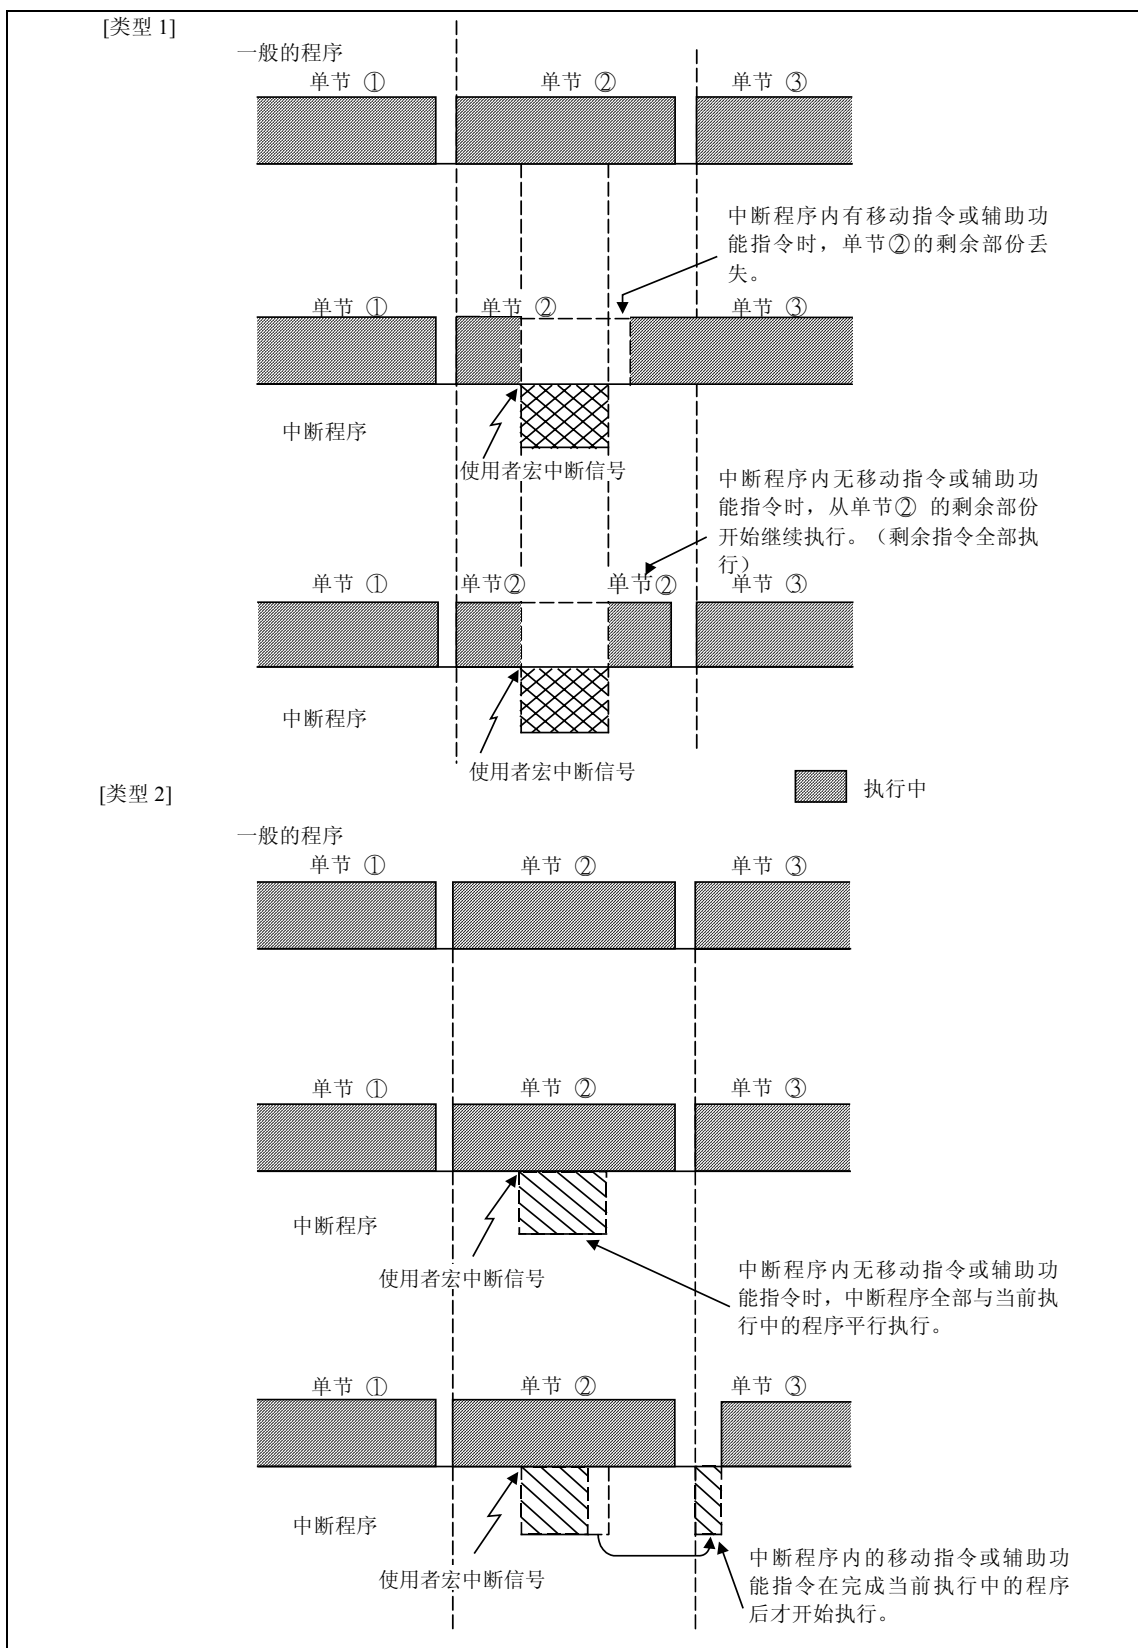 [类型 1]
一般的程序
单节 ① 单节 ② 单节 ③
中断程序内有移动指令或辅助功
能指令时，单节②的剩余部份丢
失。
单节 ① 单节 ② 单节 ③
中断程序
使用者宏中断信号
中断程序内无移动指令或辅助功
能指令时，从单节② 的剩余部份
开始继续执行。（剩余指令全部执
行）
单节 ① 单节② 单节② 单节 ③
中断程序
使用者宏中断信号
执行中
[类型 2]
一般的程序
单节 ① 单节 ② 单节 ③
单节 ① 单节 ② 单节 ③
中断程序
使用者宏中断信号
中断程序内无移动指令或辅助功
能指令时，中断程序全部与当前执
行中的程序平行执行。
单节 ① 单节 ② 单节 ③
中断程序
使用者宏中断信号
中断程序内的移动指令或辅助功
能指令在完成当前执行中的程序
后才开始执行。